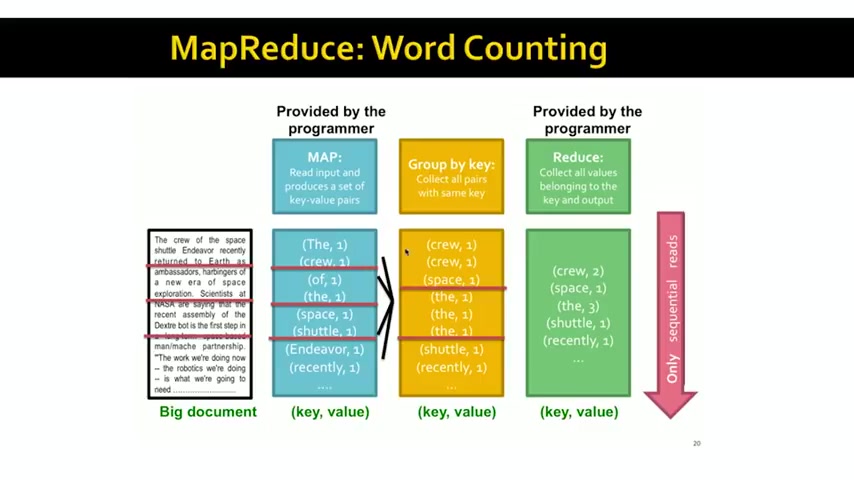 MapReduce: Word Counting
Provided by the
programmer
Provided by the
programmer
MAP:
Read input and
produces a set of
key-value pairs
Group by key:
Collect all pairs
with same key
Reduce:
Collect all values
belonging to the
key and output
The crew of the space
shuttle Endeavor recently
returned to Earth as
ambassadors, harbingers of
a new era of space
exploration. Scientists at
NASA are saying that the
recent assembly of the
Dextre bot is the first step in
a long-term space-based
man/mache partnership.
"The work we're doing now
-- the robotics we're doing
-- is what we're going to
need ........................
(The, 1)
(crew, 1)
(of, 1)
(the, 1)
(space, 1)
(shuttle, 1)
(Endeavor, 1)
(recently, 1)
....
(crew, 1)
(crew, 1)
(space, 1)
(the, 1)
(the, 1)
(the, 1)
(shuttle, 1)
(recently, 1)
...
(crew, 2)
(space, 1)
(the, 3)
(shuttle, 1)
(recently, 1)
...
Only sequential reads
Big document
(key, value)
(key, value)
(key, value)
20